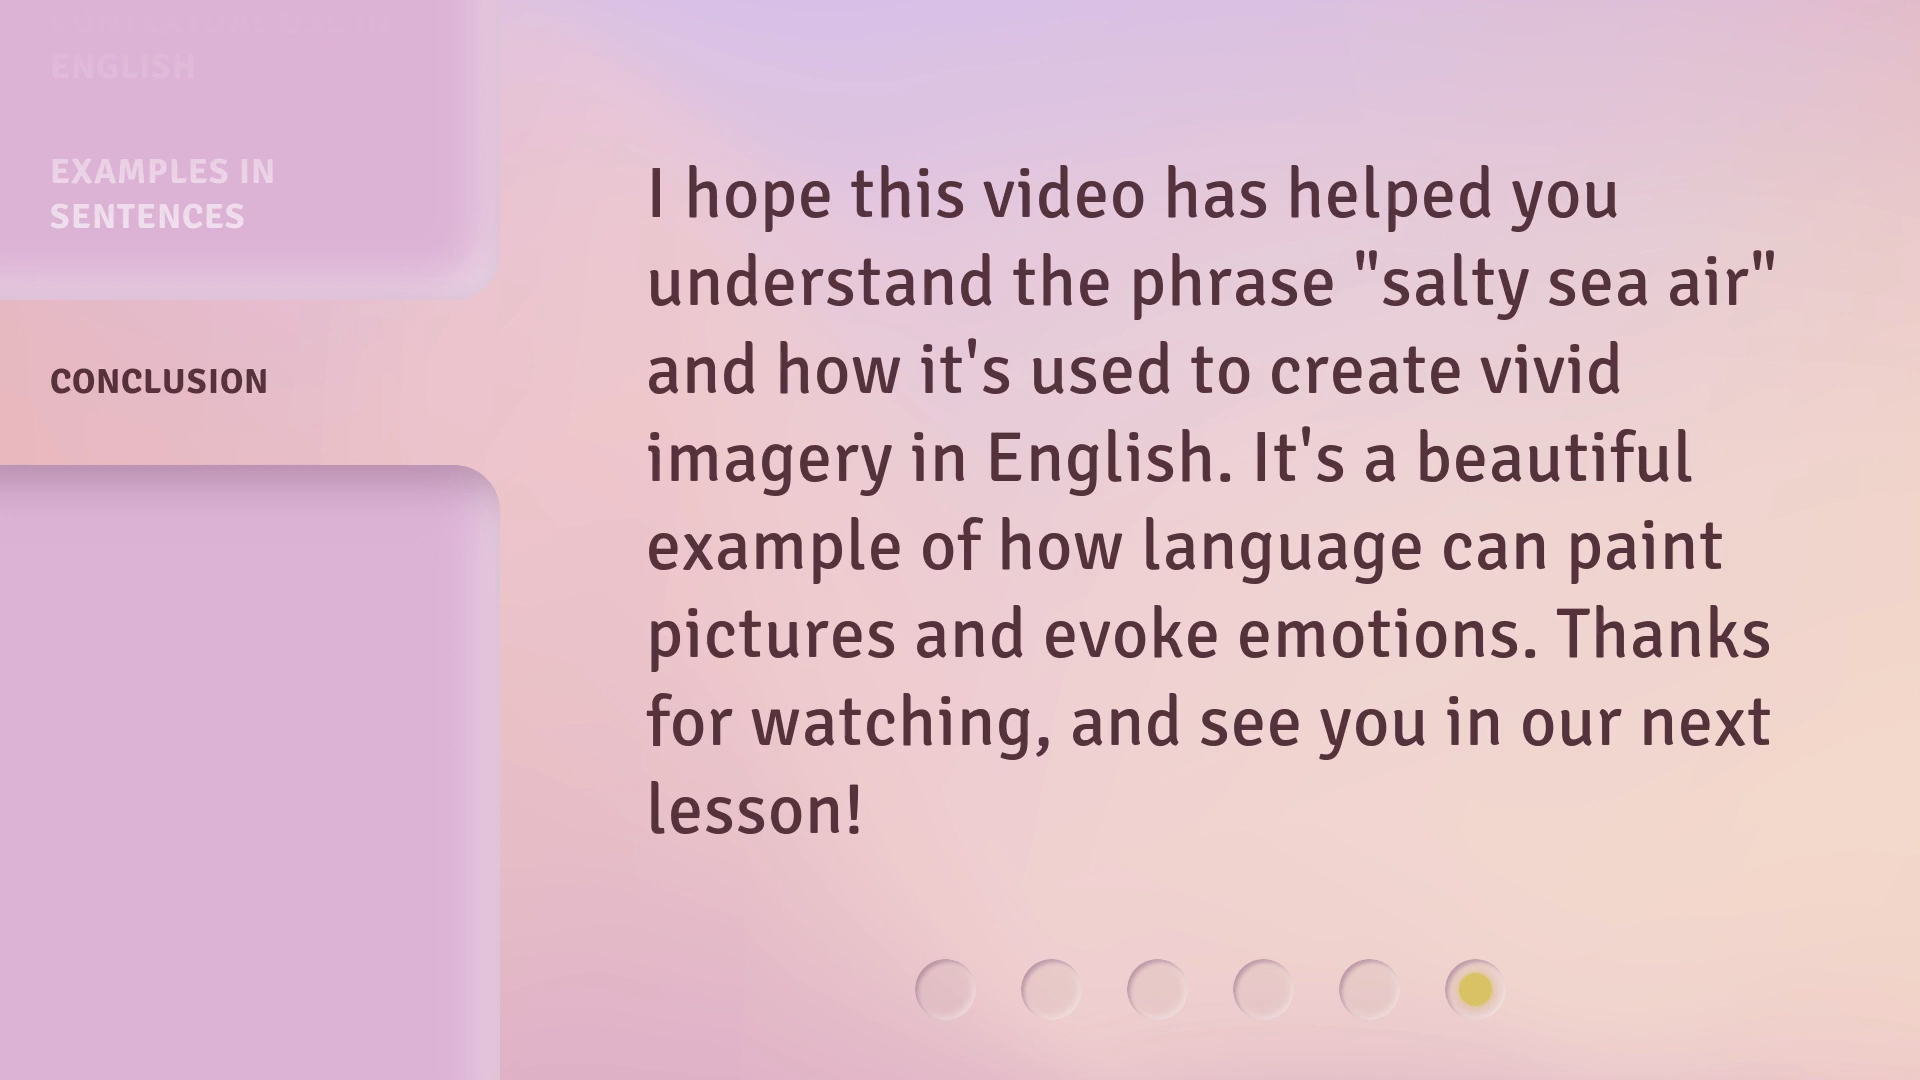 ENGLISH
EXAMPLES IN
SENTENCES
CONCLUSION
I hope this video has helped you
understand the phrase "salty sea air"
and how it's used to create vivid
imagery in English. It's a beautiful
example of how language can paint
pictures and evoke emotions. Thanks
for watching, and see you in our next
lesson!